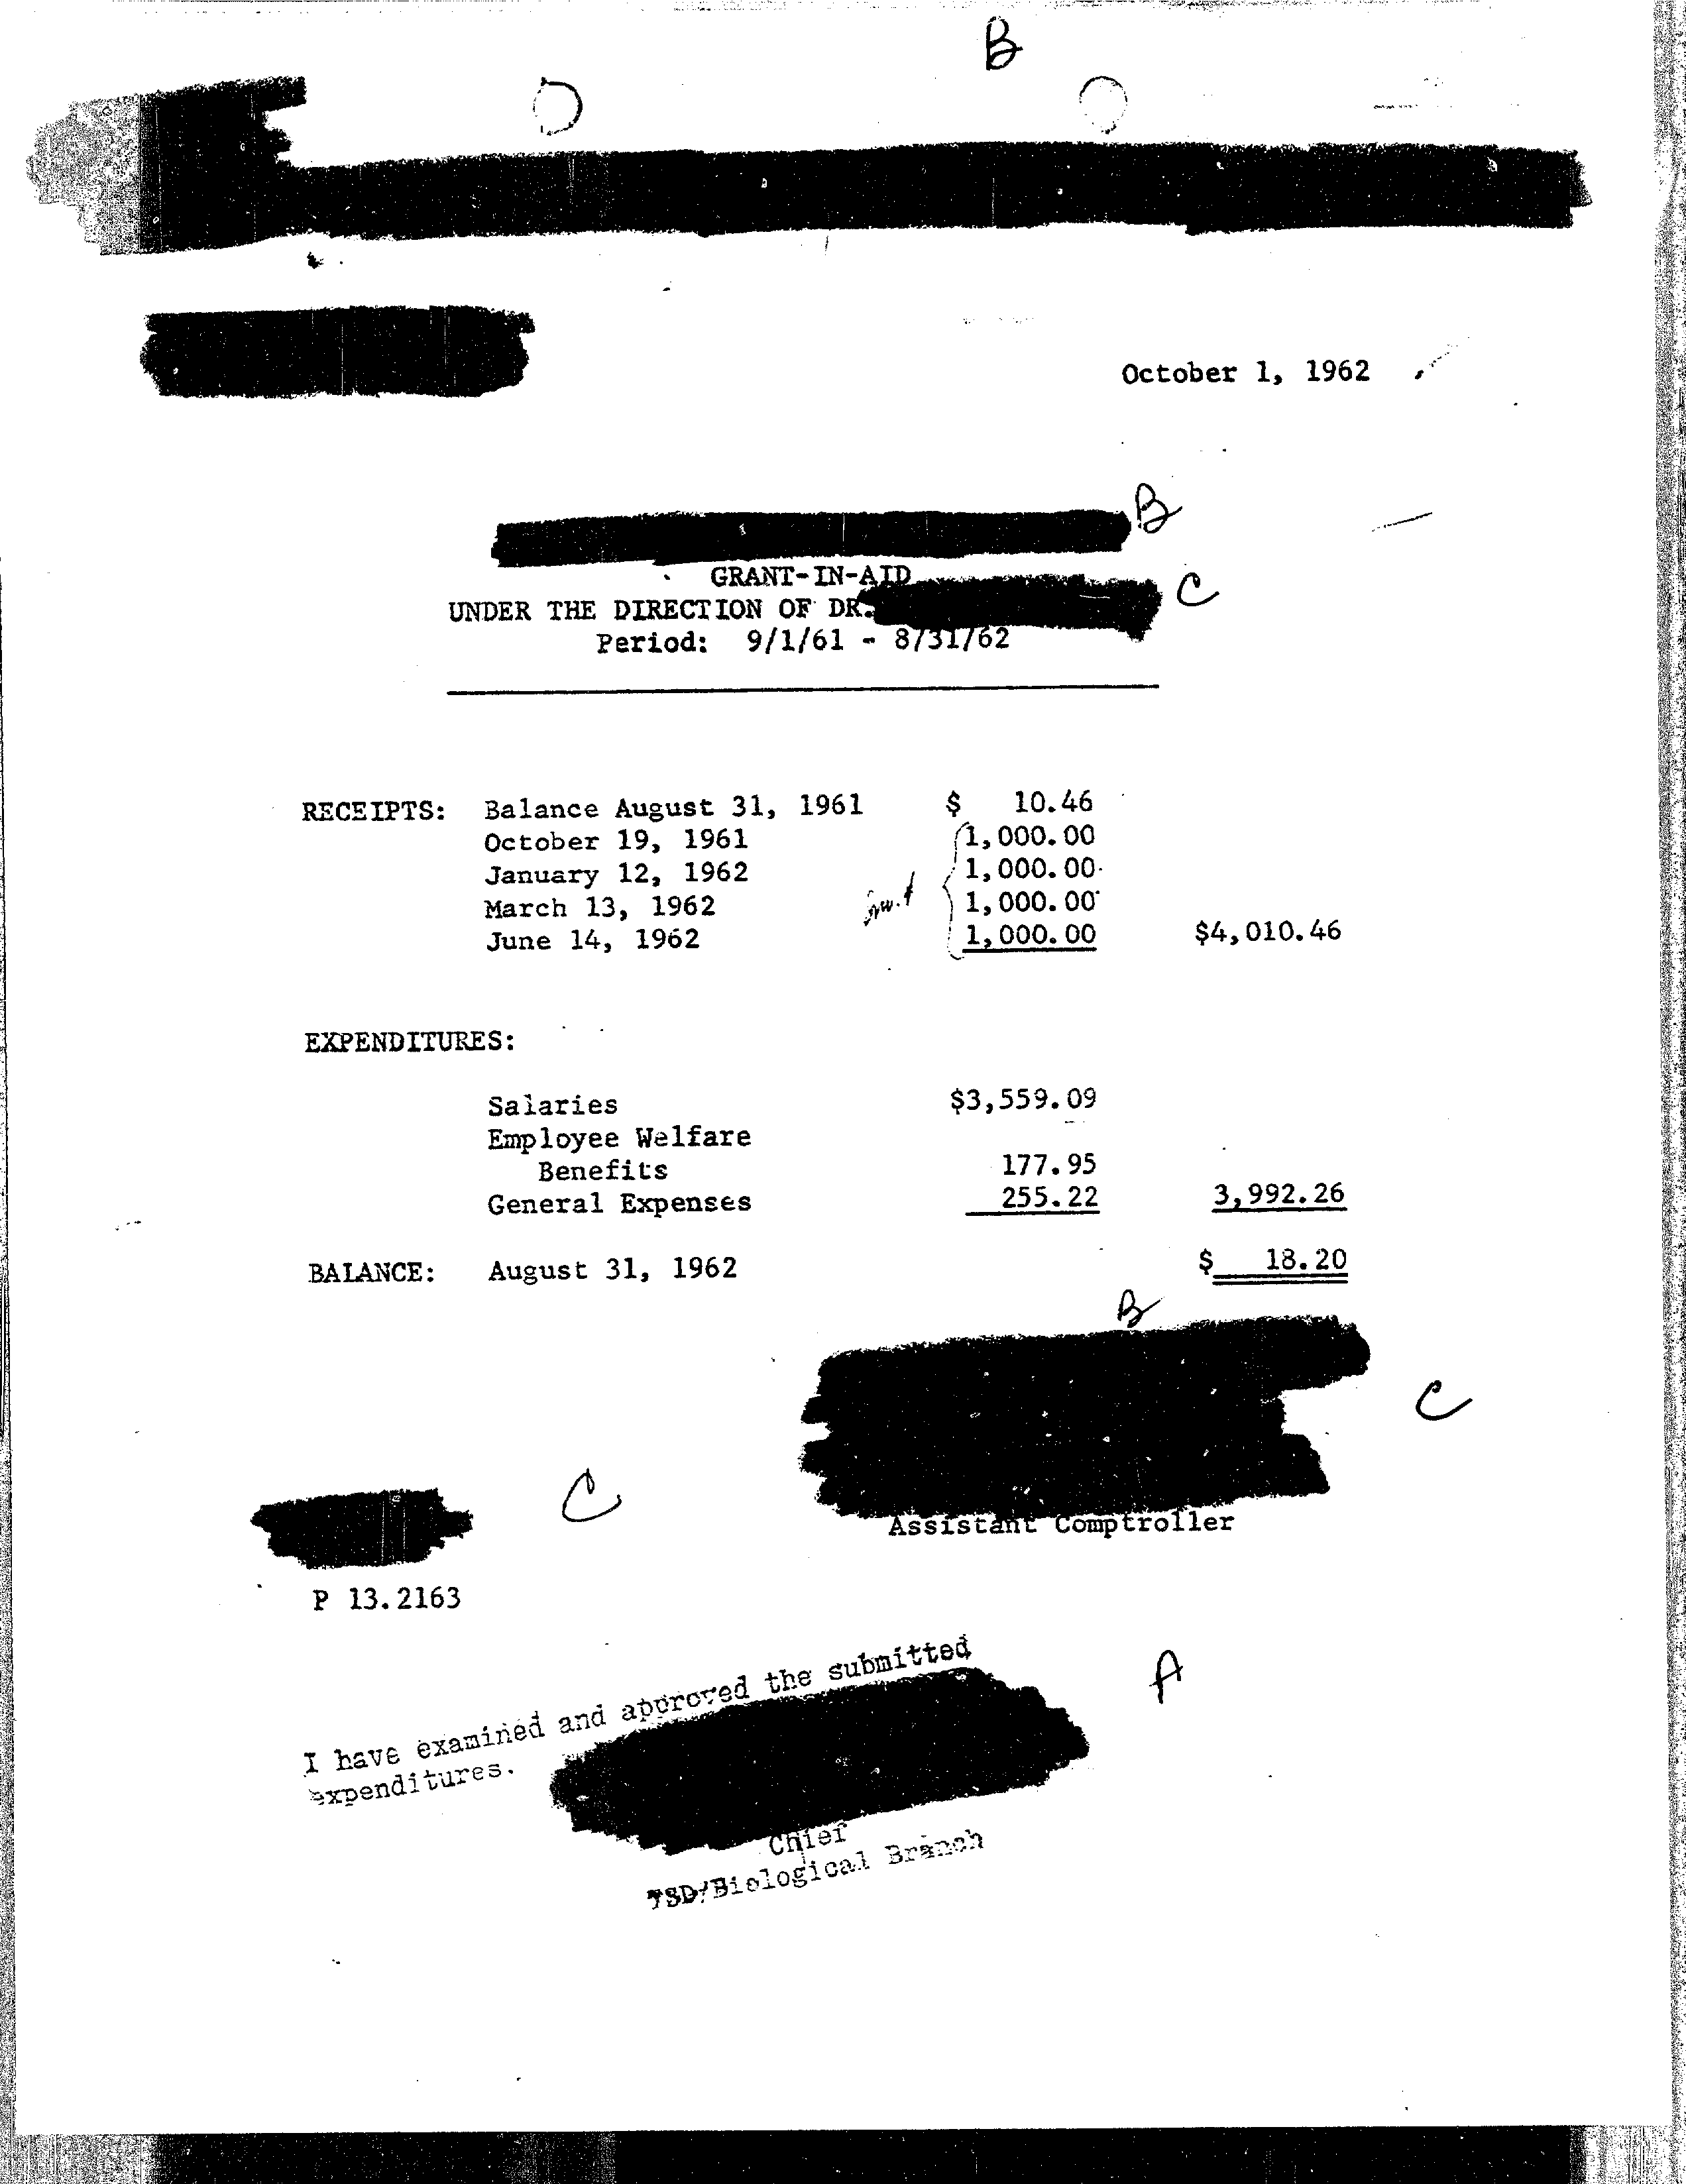 B
October 1, 1962
B
GRANT-IN-AID
UNDER THE DIRECTION OF DR.
C
Period: 9/1/61 - 8/31/62
RECEIPTS: Balance August 31, 1961 $ 10.46
October 19, 1961 1,000.00
January 12, 1962 1,000.00
March 13, 1962 1,000.00
June 14, 1962 1,000.00 $4,010.46
EXPENDITURES:
Salaries $3,559.09
Employee Welfare
Benefits 177.95
General Expenses 255.22 3,992.26
BALANCE: August 31, 1962 $ 18.20
B
C
C
Assistant Comptroller
P 13.2163
A
I have examined and approved the submitted
expenditures.
Chief
TSD/Biological Branch